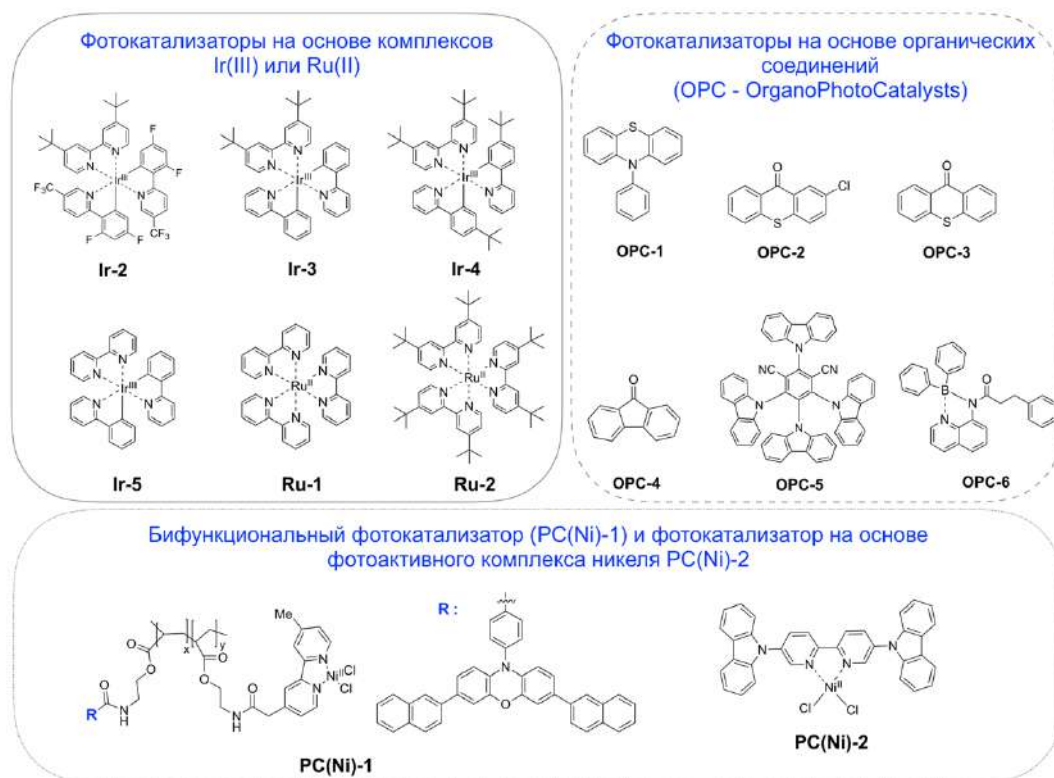 Фотокатализаторы на основе комплексов
Ir(III) или Ru(II)
Фотокатализаторы на основе органических
соединений
(OPC - OrganoPhotoCatalysts)
Ir-2
Ir-3
Ir-4
OPC-1
OPC-2
OPC-3
Ir-5
Ru-1
Ru-2
OPC-4
OPC-5
OPC-6
Бифункциональный фотокатализатор (PC(Ni)-1) и фотокатализатор на основе
фотоактивного комплекса никеля PC(Ni)-2
R :
PC(Ni)-1
PC(Ni)-2